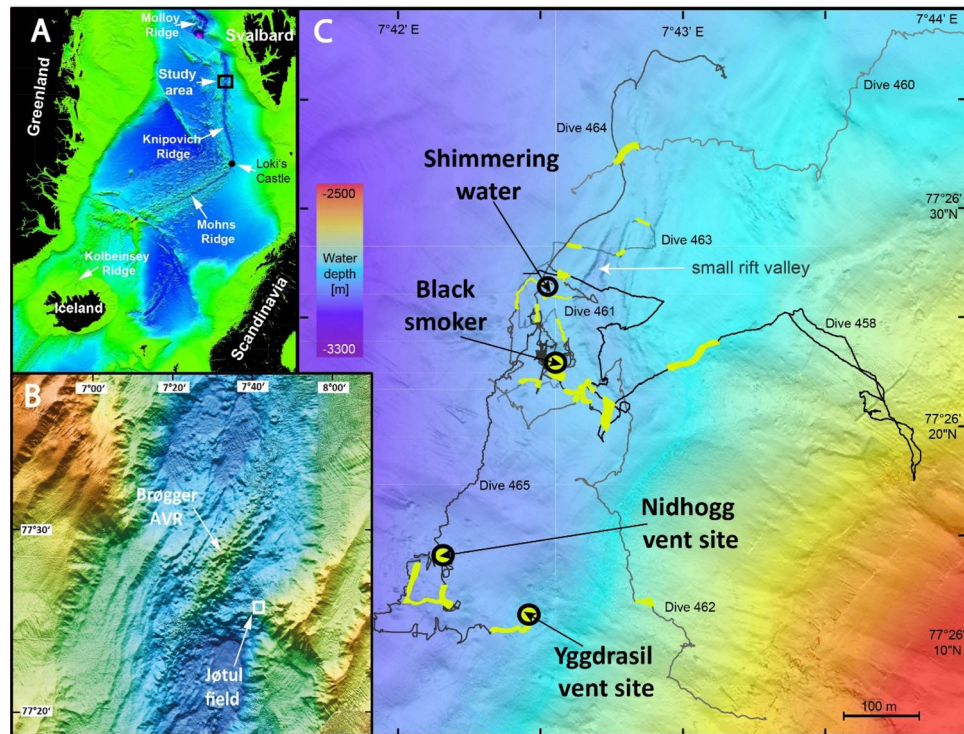 A
Molloy
Ridge
Svalbard
Greenland
Study
area
Knipovich
Ridge
Loki's
Castle
Mohns
Ridge
Kolbeinsey
Ridge
Iceland
Scandinavia
B
7°00'
7°20'
7°40'
8°00'
Brøgger
AVR
77°30'
Jøtul
field
77°20'
C
7°42' E
7°43' E
7°44' E
Dive 460
Dive 464
Shimmering
water
77°26'
30"N
-2500
Water
depth
[m]
-3300
Dive 463
small rift valley
Black
smoker
Dive 461
Dive 458
77°26'
20"N
Dive 465
Nidhogg
vent site
Dive 462
77°26'
10"N
Yggdrasil
vent site
100 m